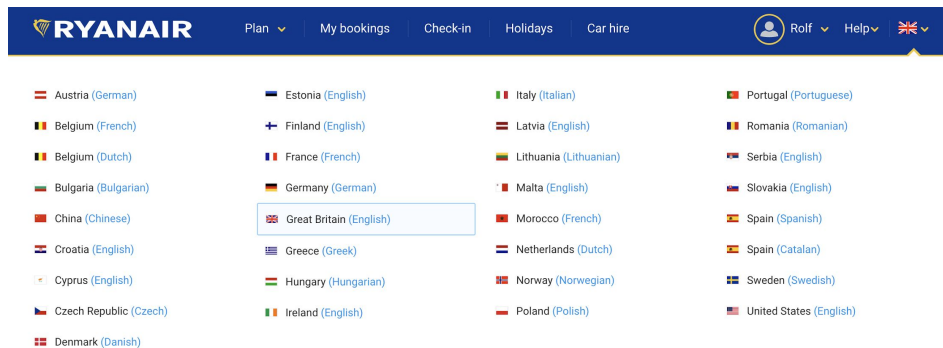 RYANAIR
Plan My bookings Check-in Holidays Car hire Rolf Help
Austria (German)
Belgium (French)
Belgium (Dutch)
Bulgaria (Bulgarian)
China (Chinese)
Croatia (English)
Cyprus (English)
Czech Republic (Czech)
Denmark (Danish)
Estonia (English)
Finland (English)
France (French)
Germany (German)
Great Britain (English)
Greece (Greek)
Hungary (Hungarian)
Ireland (English)
Italy (Italian)
Latvia (English)
Lithuania (Lithuanian)
Malta (English)
Morocco (French)
Netherlands (Dutch)
Norway (Norwegian)
Poland (Polish)
Portugal (Portuguese)
Romania (Romanian)
Serbia (English)
Slovakia (English)
Spain (Spanish)
Spain (Catalan)
Sweden (Swedish)
United States (English)